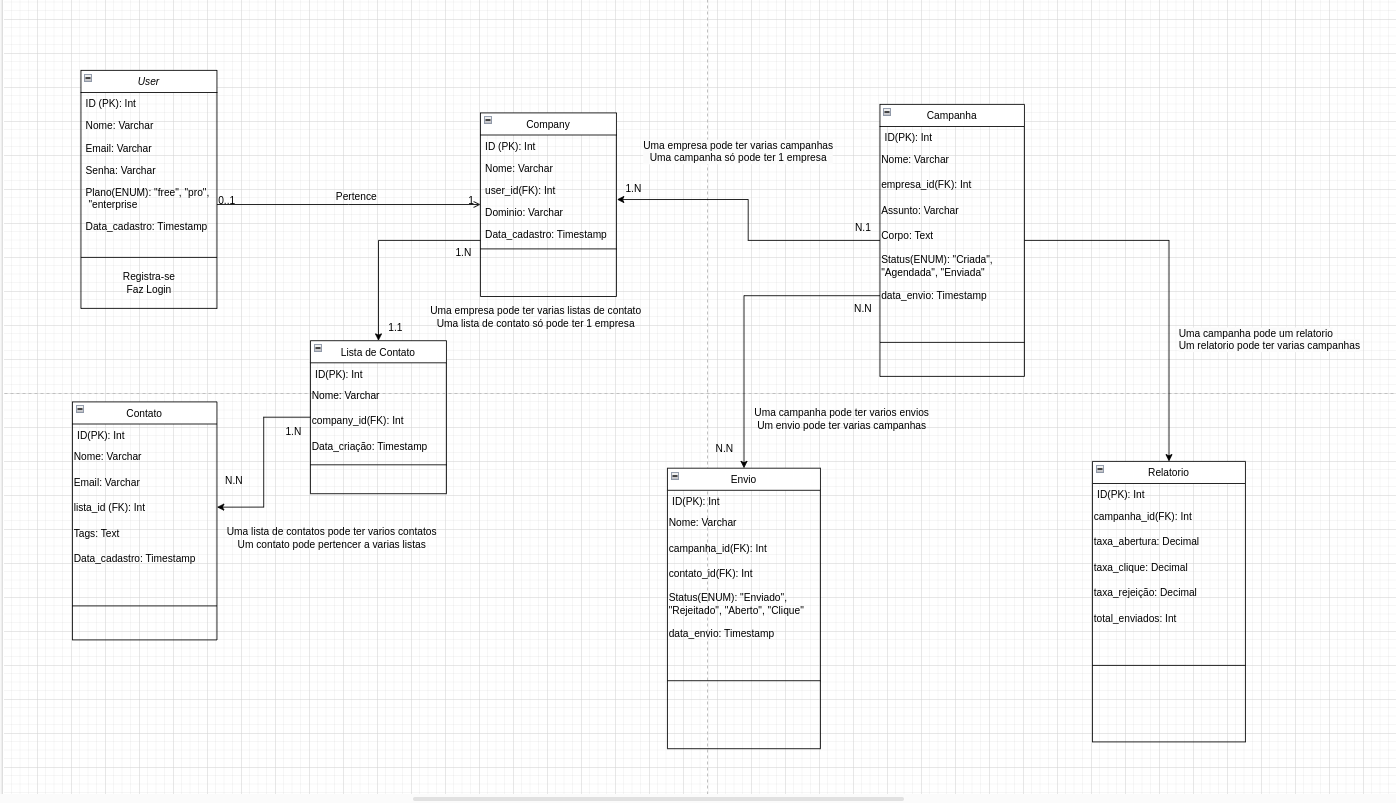 User
ID (PK): Int
Nome: Varchar
Email: Varchar
Senha: Varchar
Plano(ENUM): "free", "pro",
"enterprise
Data_cadastro: Timestamp
Registra-se
Faz Login
0..1
Pertence
1
Company
ID (PK): Int
Nome: Varchar
user_id(FK): Int
Dominio: Varchar
Data_cadastro: Timestamp
Uma empresa pode ter varias campanhas
Uma campanha só pode ter 1 empresa
1.N
N.1
Campanha
ID(PK): Int
Nome: Varchar
empresa_id(FK): Int
Assunto: Varchar
Corpo: Text
Status(ENUM): "Criada",
"Agendada", "Enviada"
data_envio: Timestamp
1.N
Uma empresa pode ter varias listas de contato
Uma lista de contato só pode ter 1 empresa
1.1
Lista de Contato
ID(PK): Int
Nome: Varchar
company_id(FK): Int
Data_criação: Timestamp
1.N
N.N
Contato
ID(PK): Int
Nome: Varchar
Email: Varchar
lista_id (FK): Int
Tags: Text
Data_cadastro: Timestamp
Uma lista de contatos pode ter varios contatos
Um contato pode pertencer a varias listas
N.N
Uma campanha pode ter varios envios
Um envio pode ter varias campanhas
N.N
Envio
ID(PK): Int
Nome: Varchar
campanha_id(FK): Int
contato_id(FK): Int
Status(ENUM): "Enviado",
"Rejeitado", "Aberto", "Clique"
data_envio: Timestamp
Uma campanha pode um relatorio
Um relatorio pode ter varias campanhas
Relatorio
ID(PK): Int
campanha_id(FK): Int
taxa_abertura: Decimal
taxa_clique: Decimal
taxa_rejeição: Decimal
total_enviados: Int